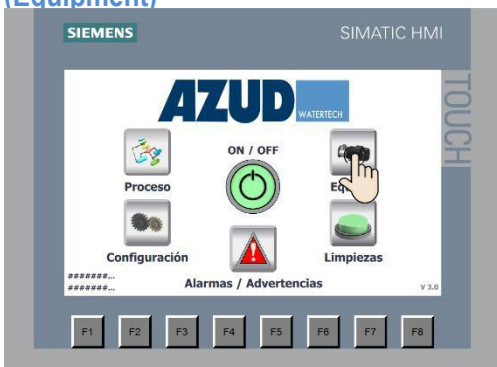 (Equipment)
SIEMENS
SIMATIC HMI
TOUCH
AZUD
WATERTECH
ON / OFF
Proceso
Configuración
Limpiezas
Alarmas / Advertencias
#######...
#######...
V 3.0
F1 F2 F3 F4 F5 F6 F7 F8